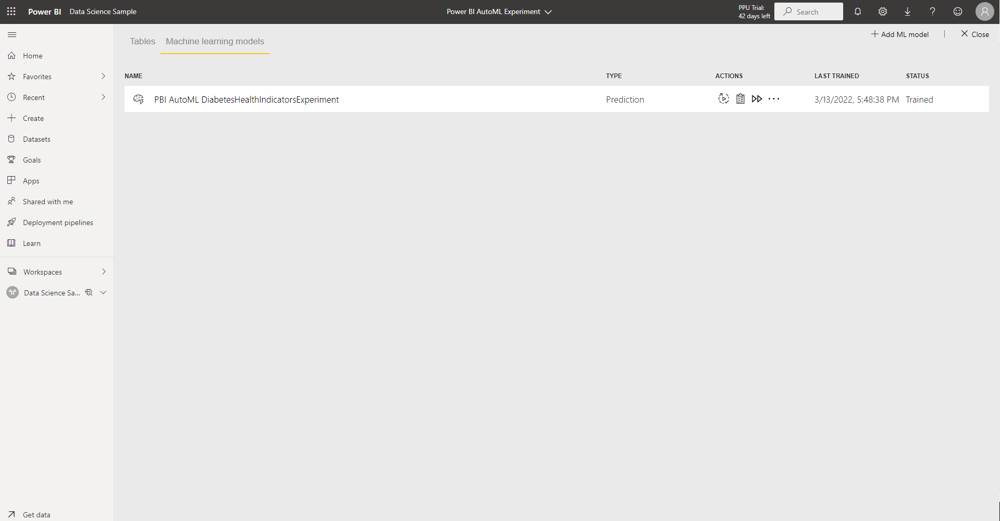 Power BI Data Science Sample
Power BI AutoML Experiment
PPU Trial:
42 days left
Search
Home
Favorites
Recent
Create
Datasets
Goals
Apps
Shared with me
Deployment pipelines
Learn
Workspaces
Data Science Sa...
Get data
Tables Machine learning models
Add ML model | Close
NAME TYPE ACTIONS LAST TRAINED STATUS
PBI AutoML DiabetesHealthIndicatorsExperiment Prediction 3/13/2022, 5:48:38 PM Trained